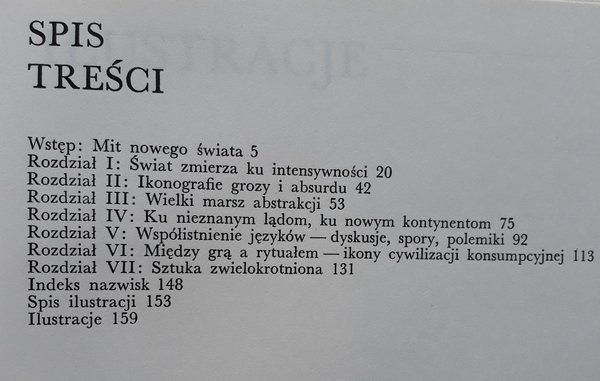 SPIS
TREŚCI
Wstęp: Mit nowego świata 5
Rozdział I: Świat zmierza ku intensywności 20
Rozdział II: Ikonografie grozy i absurdu 42
Rozdział III: Wielki marsz abstrakcji 53
Rozdział IV: Ku nieznanym lądom, ku nowym kontynentom 75
Rozdział V: Współistnienie języków — dyskusje, spory, polemiki 92
Rozdział VI: Między grą a rytuałem — ikony cywilizacji konsumpcyjnej 113
Rozdział VII: Sztuka zwielokrotniona 131
Indeks nazwisk 148
Spis ilustracji 153
Ilustracje 159